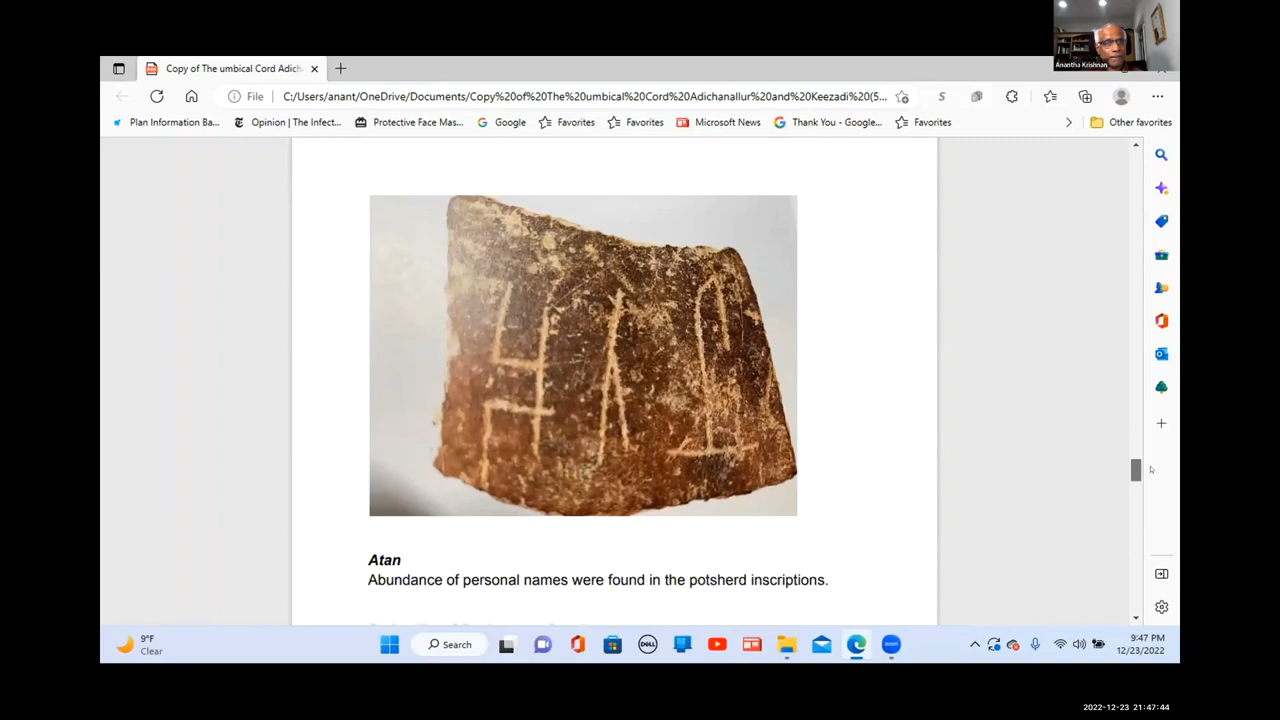 Anantha Krishnan
Copy of The umbical Cord Adich
File C:/Users/anant/OneDrive/Documents/Copy%20of%20The%20umbical%20Cord%20Adichanallur%20and%20Keezadi%20(5...
Plan Information Ba... Opinion | The Infect... Protective Face Mas... Google Favorites Favorites Microsoft News Thank You - Google... Favorites Other favorites
Atan
Abundance of personal names were found in the potsherd inscriptions.
9°F
Clear
Search
DELL
zoom
9:47 PM
12/23/2022
2022-12-23 21:47:44